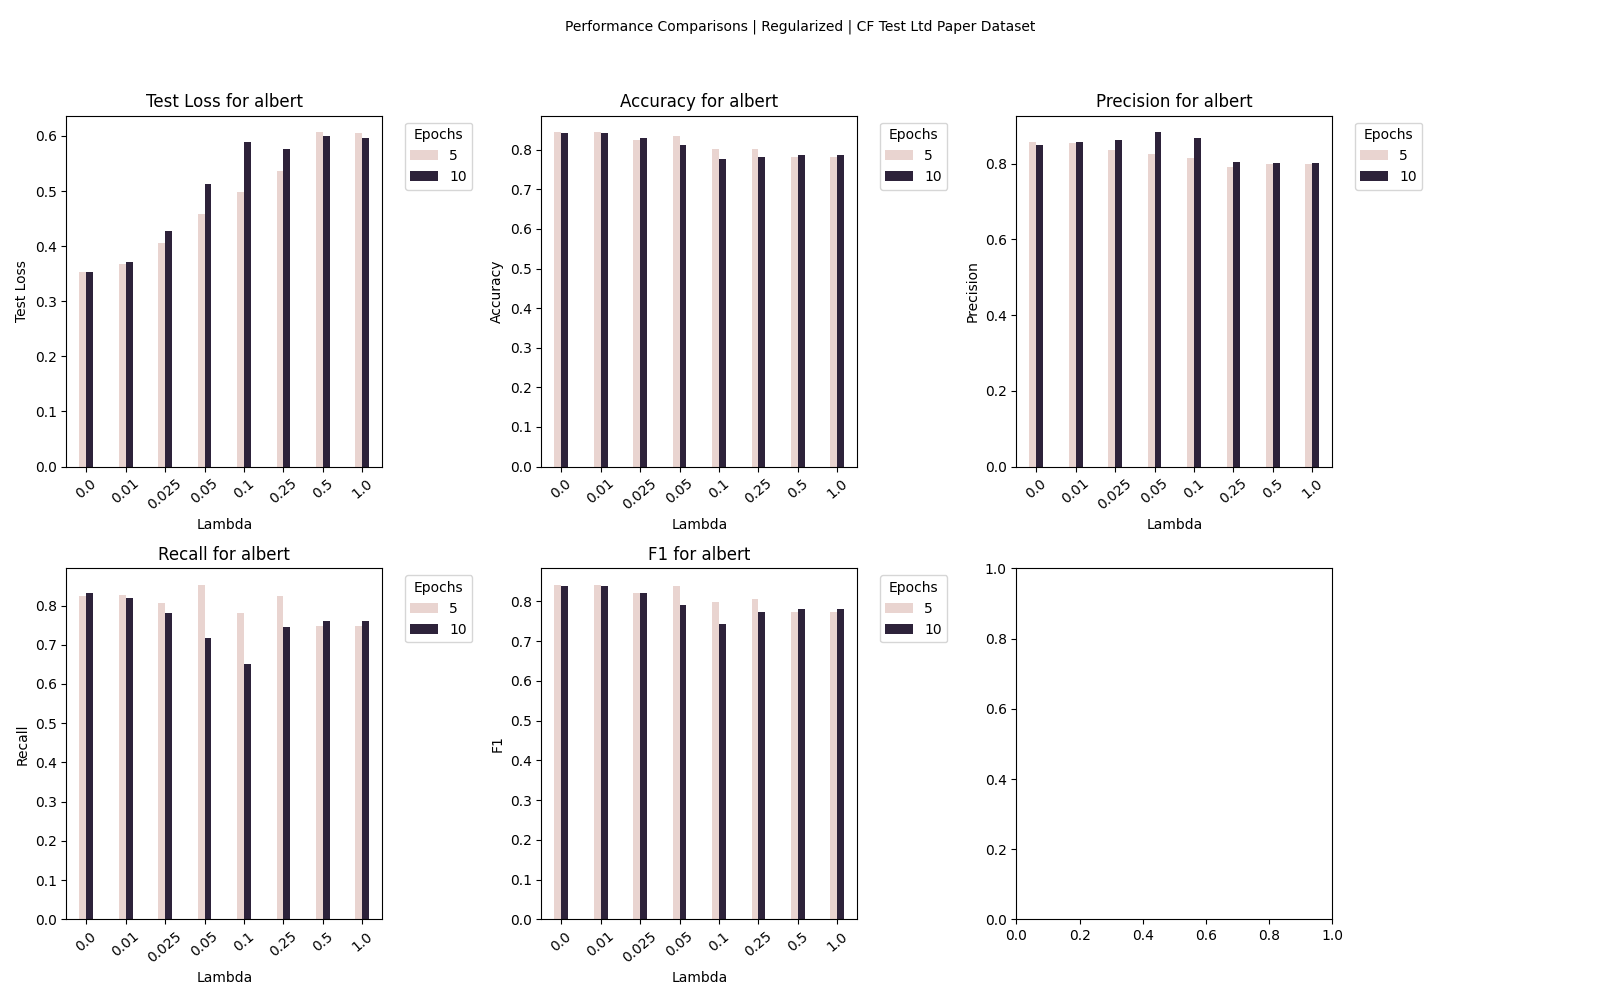 Performance Comparisons | Regularized | CF Test Ltd Paper Dataset
Test Loss for albert
Test Loss
0.6
0.5
0.4
0.3
0.2
0.1
0.0
0.0 0.01 0.025 0.05 0.1 0.25 0.5 1.0
Lambda
Epochs
5
10
Accuracy for albert
Accuracy
0.8
0.7
0.6
0.5
0.4
0.3
0.2
0.1
0.0
0.0 0.01 0.025 0.05 0.1 0.25 0.5 1.0
Lambda
Epochs
5
10
Precision for albert
Precision
0.8
0.6
0.4
0.2
0.0
0.0 0.01 0.025 0.05 0.1 0.25 0.5 1.0
Lambda
Epochs
5
10
Recall for albert
Recall
0.8
0.7
0.6
0.5
0.4
0.3
0.2
0.1
0.0
0.0 0.01 0.025 0.05 0.1 0.25 0.5 1.0
Lambda
Epochs
5
10
F1 for albert
F1
0.8
0.7
0.6
0.5
0.4
0.3
0.2
0.1
0.0
0.0 0.01 0.025 0.05 0.1 0.25 0.5 1.0
Lambda
Epochs
5
10
1.0
0.8
0.6
0.4
0.2
0.0
0.0 0.2 0.4 0.6 0.8 1.0